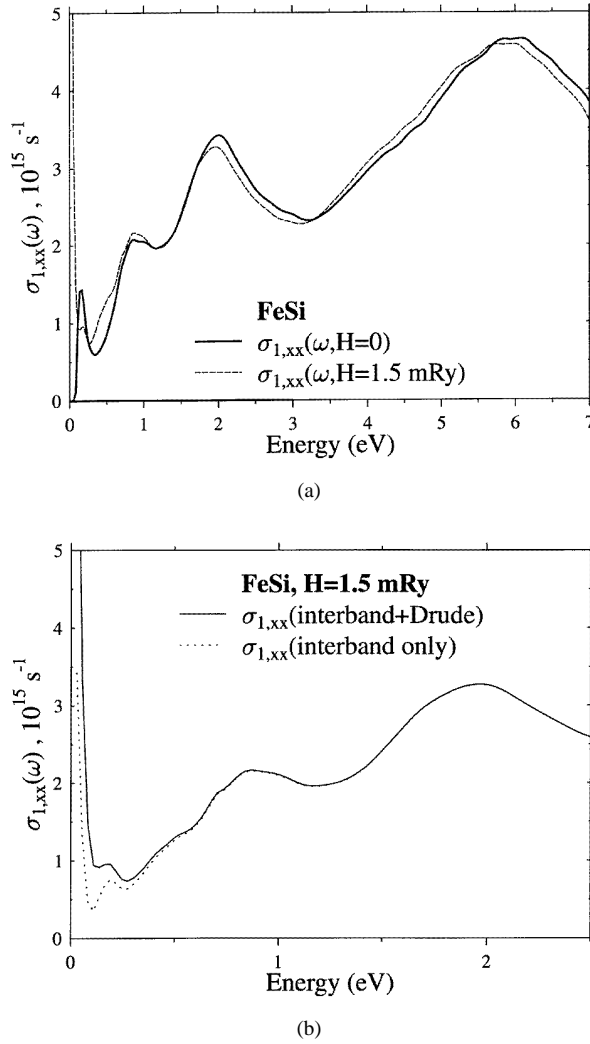 5
4
3
2
1
0
σ1,xx(ω) , 10^15 s^-1
FeSi
σ1,xx(ω,H=0)
σ1,xx(ω,H=1.5 mRy)
0 1 2 3 4 5 6 7
Energy (eV)
(a)
5
4
3
2
1
0
σ1,xx(ω) , 10^15 s^-1
FeSi, H=1.5 mRy
σ1,xx(interband+Drude)
σ1,xx(interband only)
0 1 2
Energy (eV)
(b)